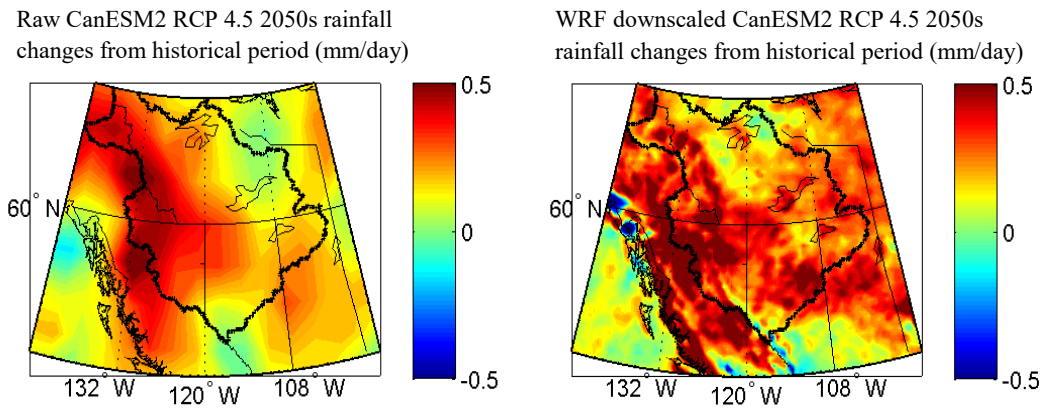 Raw CanESM2 RCP 4.5 2050s rainfall
changes from historical period (mm/day)
0.5
0
-0.5
60° N
132° W
120° W
108° W
WRF downscaled CanESM2 RCP 4.5 2050s
rainfall changes from historical period (mm/day)
0.5
0
-0.5
60° N
132° W
120° W
108° W